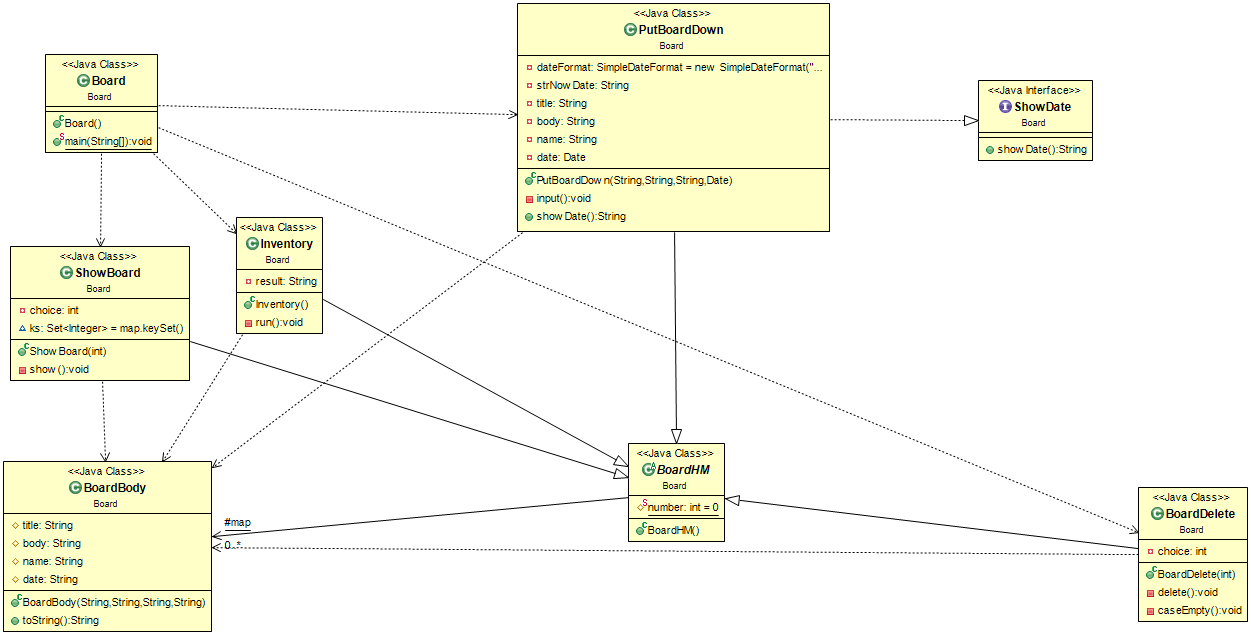 <<Java Class>>
PutBoardDown
Board
dateFormat: SimpleDateFormat = new SimpleDateFormat("...
strNowDate: String
title: String
body: String
name: String
date: Date
PutBoardDown(String,String,String,Date)
input():void
showDate():String
<<Java Class>>
Board
Board
Board()
main(String[]):void
<<Java Interface>>
ShowDate
Board
showDate():String
<<Java Class>>
Inventory
Board
result: String
Inventory()
run():void
<<Java Class>>
ShowBoard
Board
choice: int
ks: Set<Integer> = map.keySet()
ShowBoard(int)
show():void
<<Java Class>>
BoardHM
Board
number: int = 0
BoardHM()
<<Java Class>>
BoardBody
Board
title: String
body: String
name: String
date: String
BoardBody(String,String,String,String)
toString():String
#map
0..*
<<Java Class>>
BoardDelete
Board
choice: int
BoardDelete(int)
delete():void
caseEmpty():void